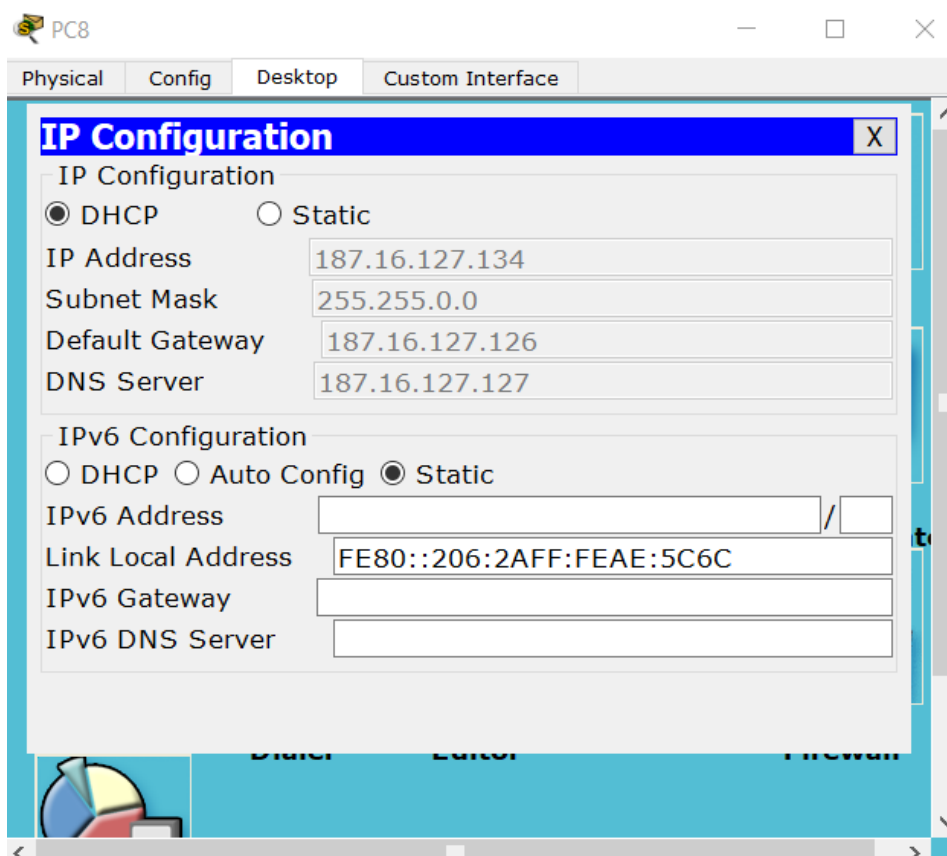 PC8
Physical Config Desktop Custom Interface
IP Configuration X
IP Configuration
DHCP Static
IP Address 187.16.127.134
Subnet Mask 255.255.0.0
Default Gateway 187.16.127.126
DNS Server 187.16.127.127
IPv6 Configuration
DHCP Auto Config Static
IPv6 Address /
Link Local Address FE80::206:2AFF:FEAE:5C6C
IPv6 Gateway
IPv6 DNS Server
Dialer Editor Firewall